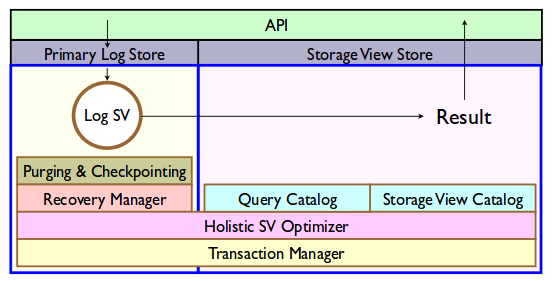 API
Primary Log Store
Storage View Store
Log SV
Result
Purging & Checkpointing
Recovery Manager
Query Catalog
Storage View Catalog
Holistic SV Optimizer
Transaction Manager